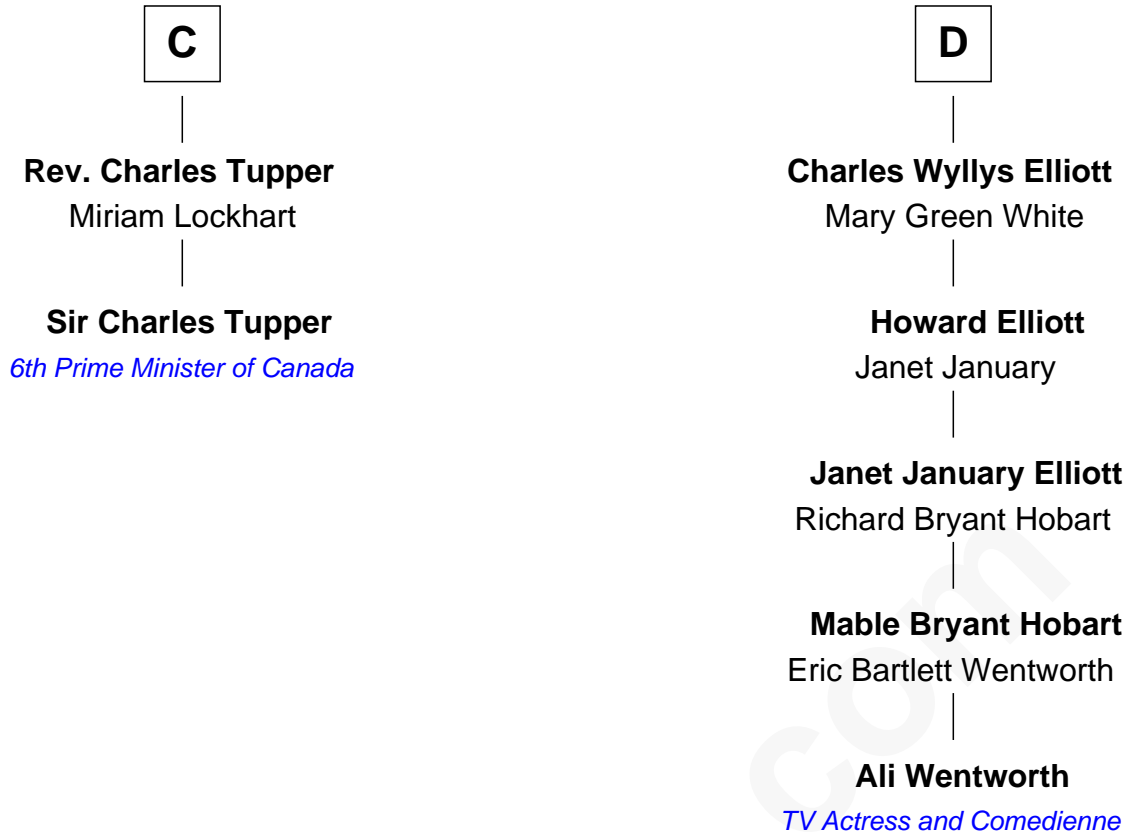 C
Rev. Charles Tupper
Miriam Lockhart
Sir Charles Tupper
6th Prime Minister of Canada
D
Charles Wyllys Elliott
Mary Green White
Howard Elliott
Janet January
Janet January Elliott
Richard Bryant Hobart
Mable Bryant Hobart
Eric Bartlett Wentworth
Ali Wentworth
TV Actress and Comedienne
com